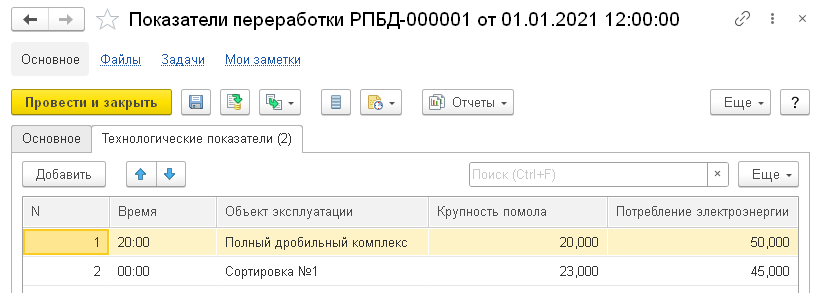 Показатели переработки РПБД-000001 от 01.01.2021 12:00:00
Основное Файлы Задачи Мои заметки
Провести и закрыть Отчеты Еще ?
Основное Технологические показатели (2)
Добавить Поиск (Ctrl+F) × Еще
N Время Объект эксплуатации Крупность помола Потребление электроэнергии
1 20:00 Полный дробильный комплекс 20,000 50,000
2 00:00 Сортировка №1 23,000 45,000